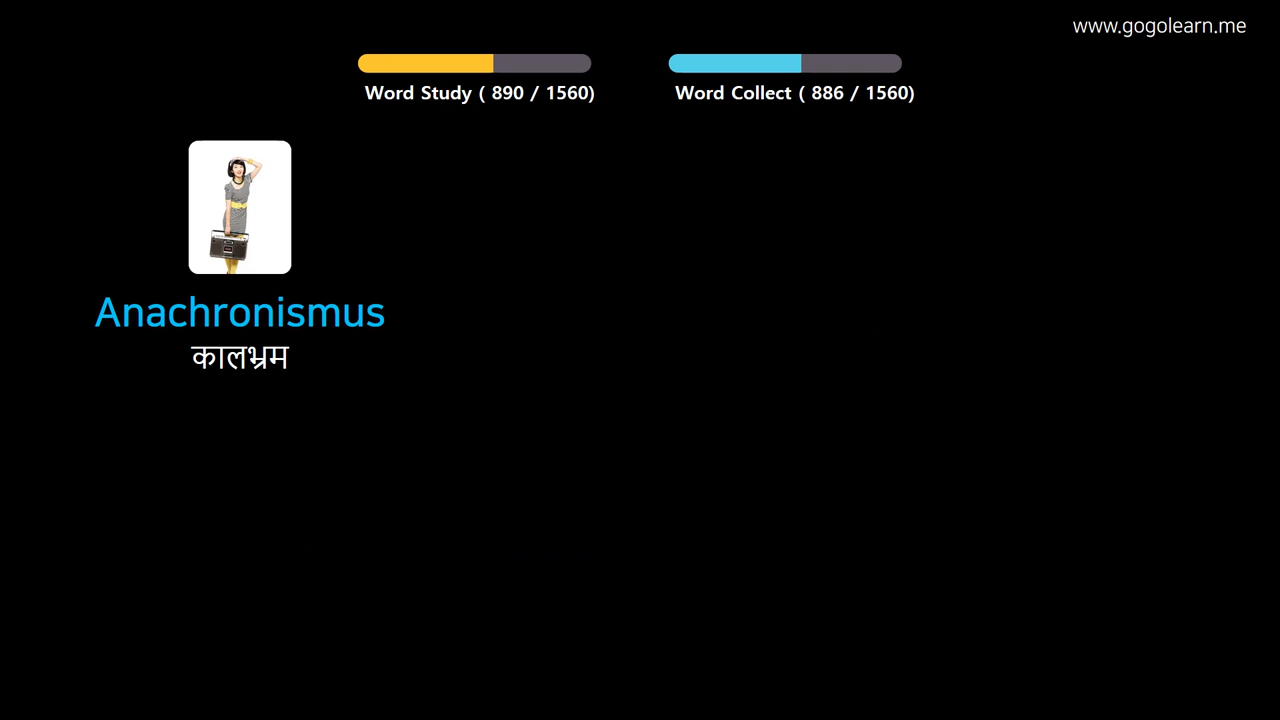 www.gogolearn.me
Word Study ( 890 / 1560)
Word Collect ( 886 / 1560)
Anachronismus
कालभ्रम